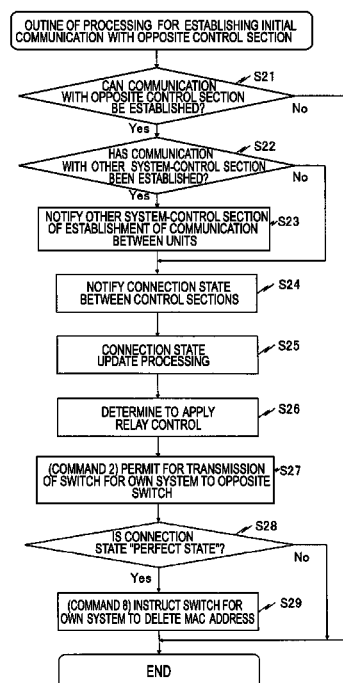 OUTINE OF PROCESSING FOR ESTABLISHING INITIAL
COMMUNICATION WITH OPPOSITE CONTROL SECTION
S21
CAN COMMUNICATION
WITH OPPOSITE CONTROL SECTION
BE ESTABLISHED?
No
Yes
S22
HAS COMMUNICATION
WITH OTHER SYSTEM-CONTROL SECTION
BEEN ESTABLISHED?
No
Yes
NOTIFY OTHER SYSTEM-CONTROL SECTION
OF ESTABLISHMENT OF COMMUNICATION
BETWEEN UNITS
S23
NOTIFY CONNECTION STATE
BETWEEN CONTROL SECTIONS
S24
CONNECTION STATE
UPDATE PROCESSING
S25
DETERMINE TO APPLY
RELAY CONTROL
S26
(COMMAND 2) PERMIT FOR TRANSMISSION
OF SWITCH FOR OWN SYSTEM TO OPPOSITE
SWITCH
S27
S28
IS CONNECTION
STATE "PERFECT STATE"?
No
Yes
(COMMAND 8) INSTRUCT SWITCH FOR
OWN SYSTEM TO DELETE MAC ADDRESS
S29
END